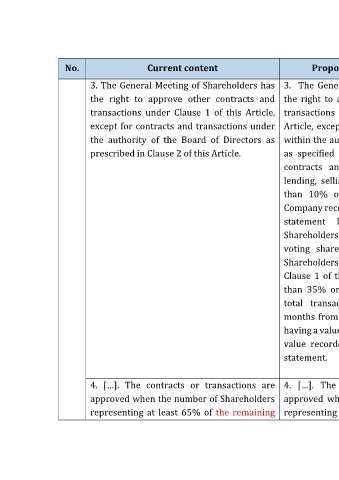 No. Current content Propo
3. The General Meeting of Shareholders has
the right to approve other contracts and
transactions under Clause 1 of this Article,
except for contracts and transactions under
the authority of the Board of Directors as
prescribed in Clause 2 of this Article.
3. The Gene
the right to a
transactions
Article, excep
within the au
as specified
contracts an
lending, selli
than 10% o
Company reco
statement
Shareholders
voting share
Shareholders,
Clause 1 of th
than 35% or
total transac
months from
having a value
value recorde
statement.
4. […]. The contracts or transactions are
approved when the number of Shareholders
representing at least 65% of the remaining
4. […]. The
approved wh
representing